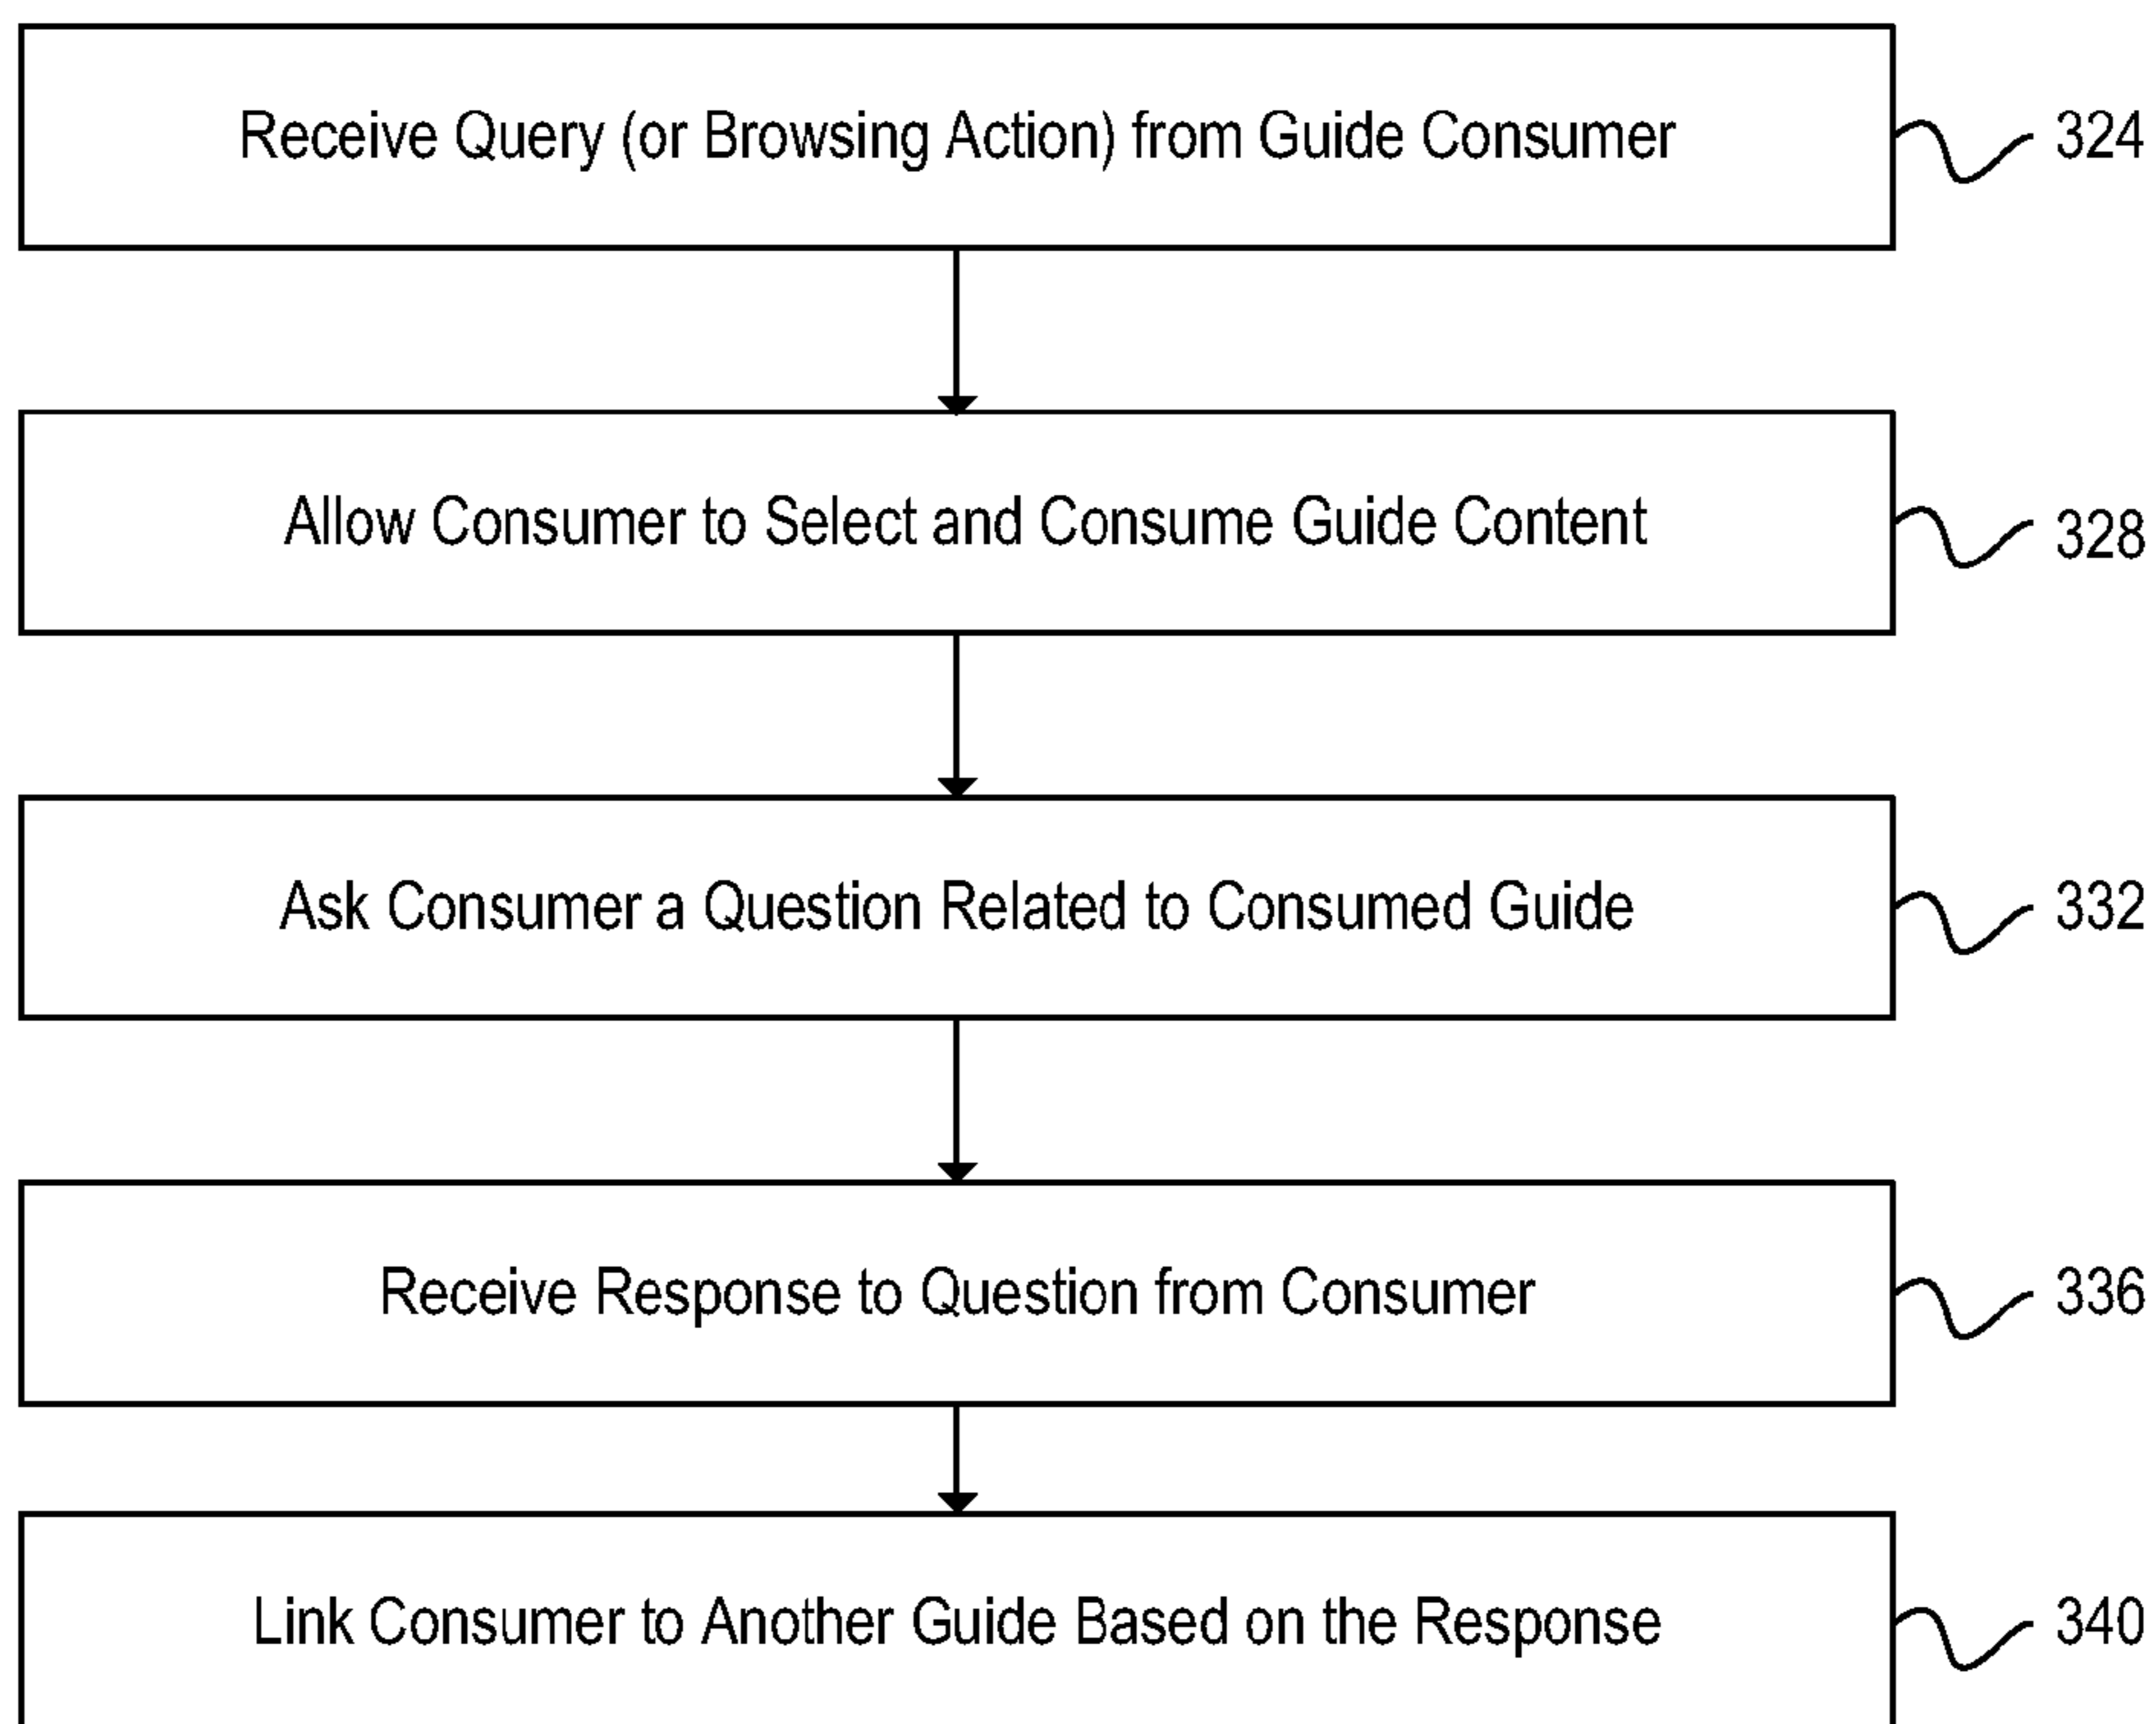 Receive Query (or Browsing Action) from Guide Consumer
324
Allow Consumer to Select and Consume Guide Content
328
Ask Consumer a Question Related to Consumed Guide
332
Receive Response to Question from Consumer
336
Link Consumer to Another Guide Based on the Response
340